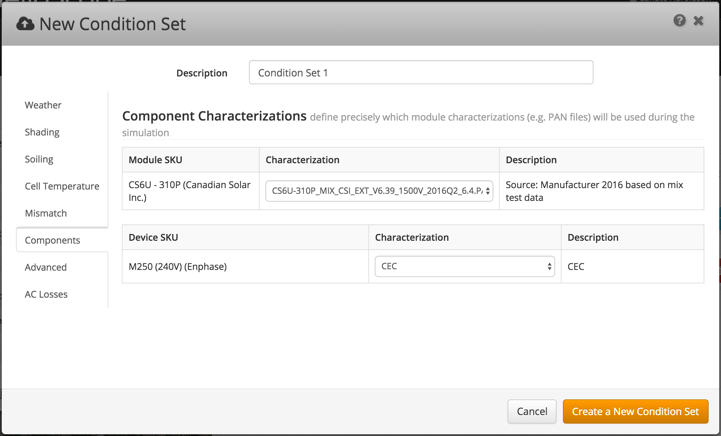 New Condition Set
Description Condition Set 1
Weather
Shading
Soiling
Cell Temperature
Mismatch
Components
Advanced
AC Losses
Component Characterizations define precisely which module characterizations (e.g. PAN files) will be used during the
simulation
Module SKU Characterization Description
CS6U - 310P (Canadian Solar
Inc.)
CS6U-310P_MIX_CSI_EXT_V6.39_1500V_2016Q2_6.4.P
Source: Manufacturer 2016 based on mix
test data
Device SKU Characterization Description
M250 (240V) (Enphase) CEC CEC
Cancel Create a New Condition Set